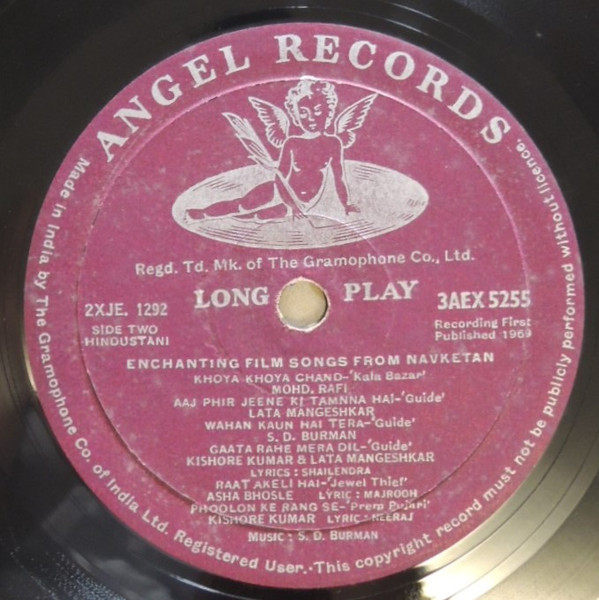 ANGEL RECORDS
Regd. Td. Mk. of The Gramophone Co., Ltd.
LONG PLAY
2XJE. 1292
3AEX 5255
SIDE TWO
HINDUSTANI
Recording First
Published 1969
ENCHANTING FILM SONGS FROM NAVKETAN
KHOYA KHOYA CHAND-'Kala Bazar'
MOHD. RAFI
AAJ PHIR JEENE KI TAMNNA HAI-'Guide'
LATA MANGESHKAR
WAHAN KAUN HAI TERA-'Guide'
S. D. BURMAN
GAATA RAHE MERA DIL-'Guide'
KISHORE KUMAR & LATA MANGESHKAR
LYRICS : SHAILENDRA
RAAT AKELI HAI-'Jewel Thief'
ASHA BHOSLE LYRIC : MAJROOH
PHOOLON KE RANG SE-'Prem Pujari'
KISHORE KUMAR LYRIC : NEERAJ
MUSIC : S. D. BURMAN
Made in India by The Gramophone Co. of India Ltd. Registered User.·This copyright record must not be publicly performed without licence.